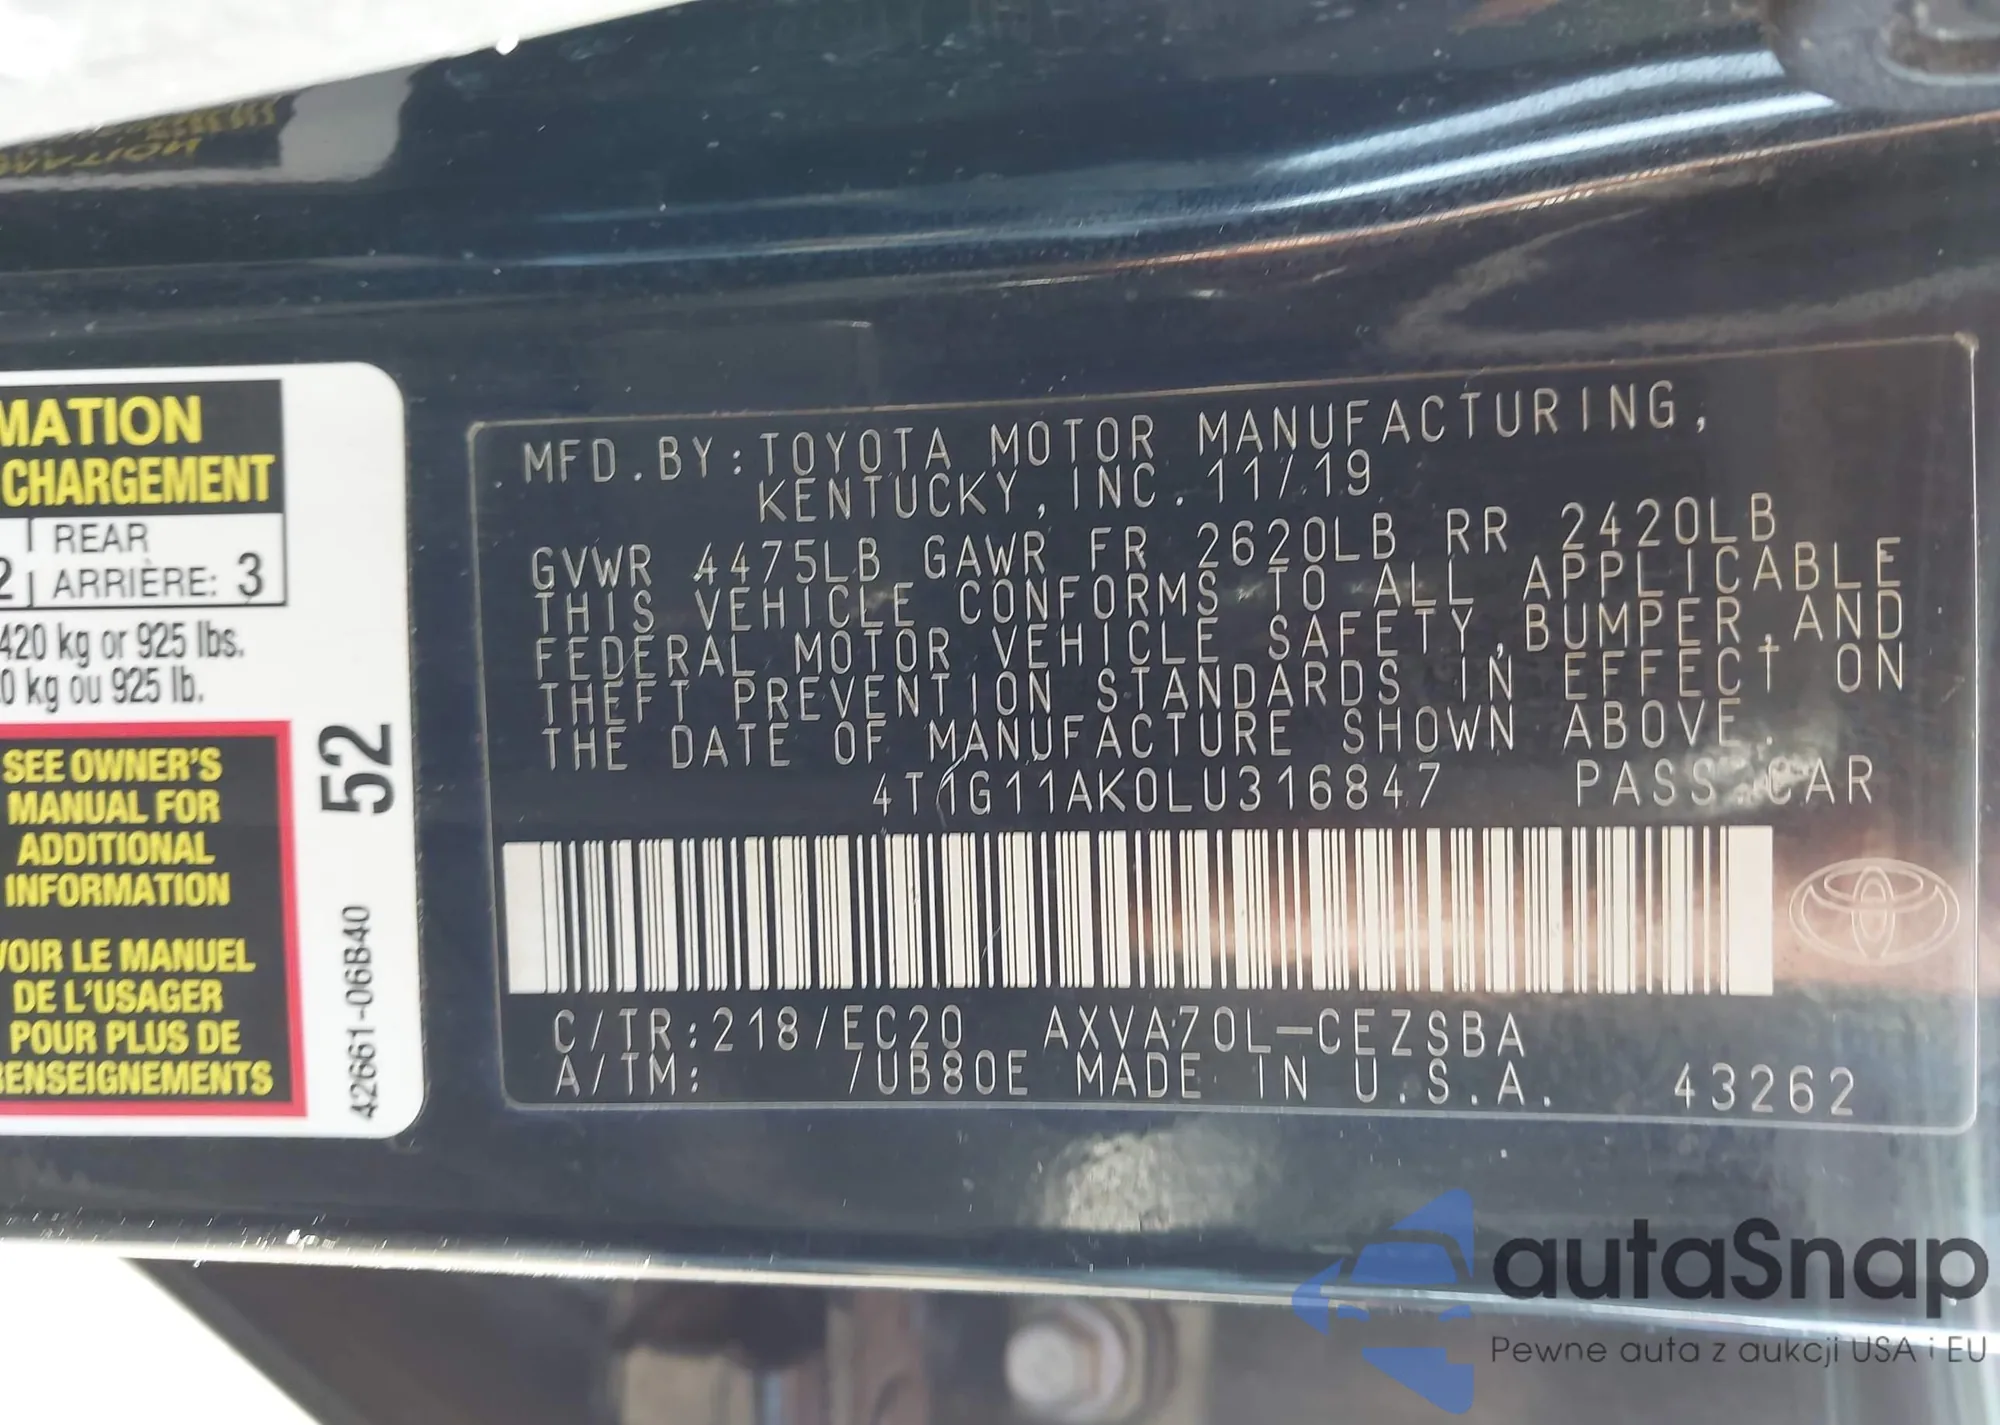 MATION
CHARGEMENT
2 REAR
ARRIÈRE: 3
420 kg or 925 lbs.
0 kg ou 925 lb.
SEE OWNER'S
MANUAL FOR
ADDITIONAL
INFORMATION
VOIR LE MANUEL
DE L'USAGER
POUR PLUS DE
RENSEIGNEMENTS
52
42661-06B40
MFD.BY:TOYOTA MOTOR MANUFACTURING,
KENTUCKY, INC. 11/19
GVWR 4475LB GAWR FR 2620LB RR 2420LB
THIS VEHICLE CONFORMS TO ALL APPLICABLE
FEDERAL MOTOR VEHICLE SAFETY, BUMPER, AND
THEFT PREVENTION STANDARDS IN EFFECT ON
THE DATE OF MANUFACTURE SHOWN ABOVE.
4T1G11AK0LU316847 PASS CAR
C/TR:218/EC20 AXVA70L-CEZSBA
A/TM: /UB80E MADE IN U.S.A. 43262
autaSnap
Pewne auta z aukcji USA i EU